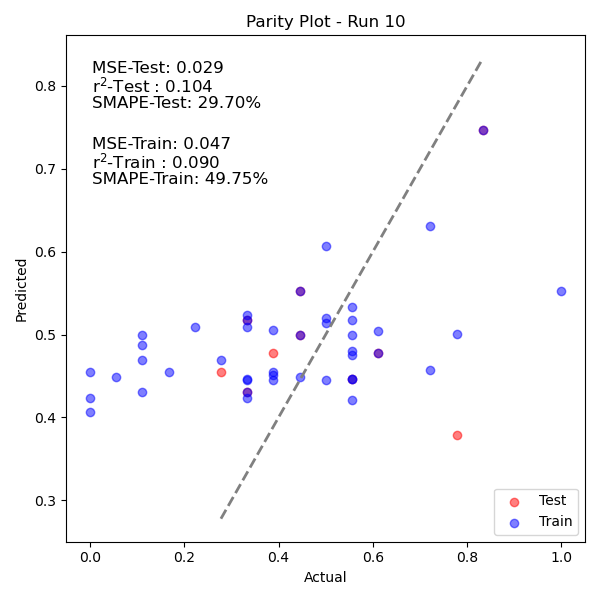 Parity Plot - Run 10
MSE-Test: 0.029
r²-Test : 0.104
SMAPE-Test: 29.70%
MSE-Train: 0.047
r²-Train : 0.090
SMAPE-Train: 49.75%
Predicted
0.8
0.7
0.6
0.5
0.4
0.3
Test
Train
0.0 0.2 0.4 0.6 0.8 1.0
Actual